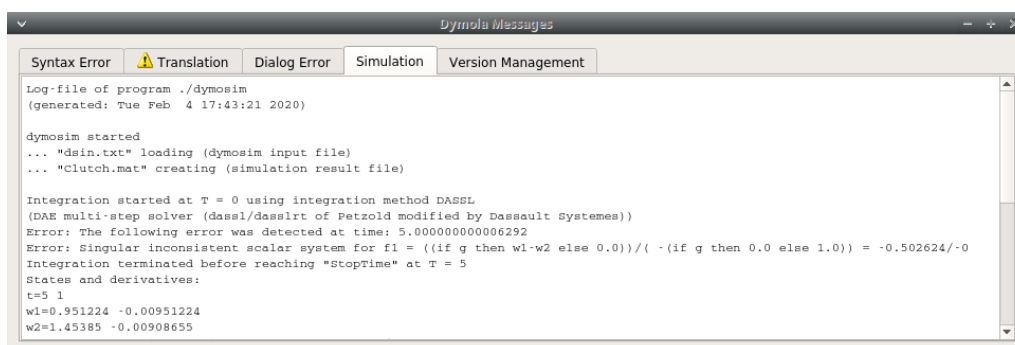 Dymola Messages
Syntax Error Translation Dialog Error Simulation Version Management
Log-file of program ./dymosim
(generated: Tue Feb  4 17:43:21 2020)
dymosim started
... "dsin.txt" loading (dymosim input file)
... "Clutch.mat" creating (simulation result file)
Integration started at T = 0 using integration method DASSL
(DAE multi-step solver (dassl/dasslrt of Petzold modified by Dassault Systemes))
Error: The following error was detected at time: 5.000000000006292
Error: Singular inconsistent scalar system for f1 = ((if g then w1-w2 else 0.0))/( -(if g then 0.0 else 1.0)) = -0.502624/-0
Integration terminated before reaching "StopTime" at T = 5
States and derivatives:
t=5 1
w1=0.951224 -0.00951224
w2=1.45385 -0.00908655